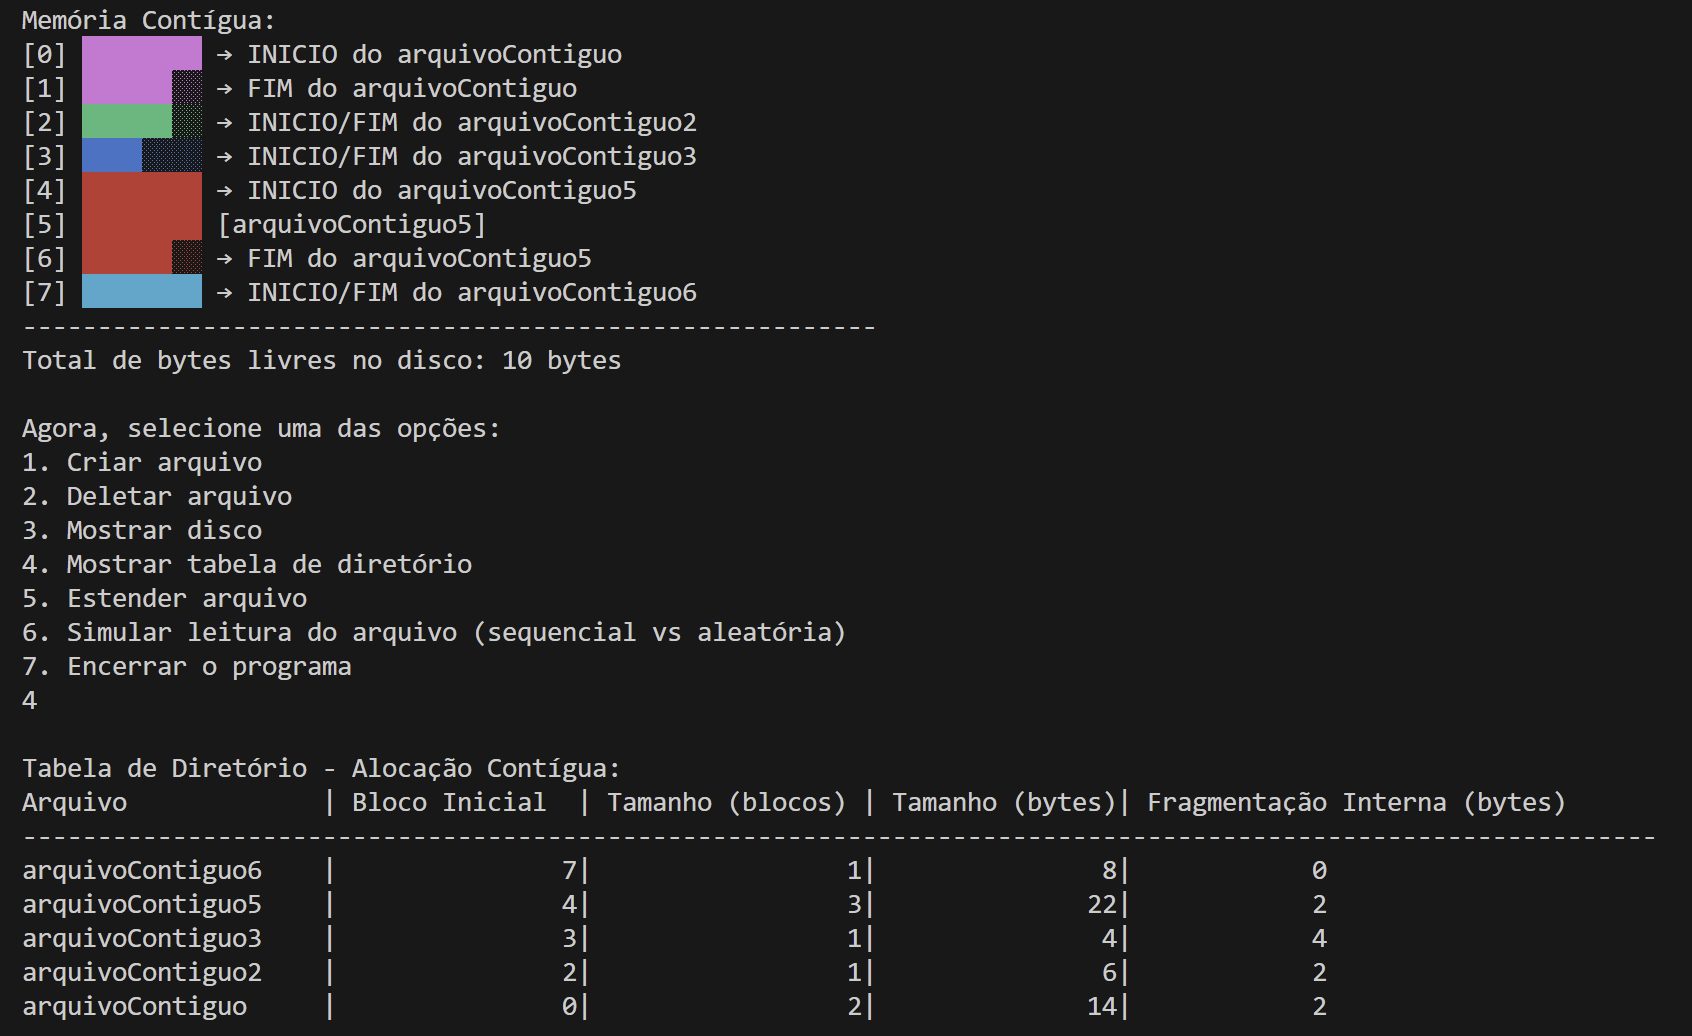 Memória Contígua:
[0] → INICIO do arquivoContiguo
[1] → FIM do arquivoContiguo
[2] → INICIO/FIM do arquivoContiguo2
[3] → INICIO/FIM do arquivoContiguo3
[4] → INICIO do arquivoContiguo5
[5] [arquivoContiguo5]
[6] → FIM do arquivoContiguo5
[7] → INICIO/FIM do arquivoContiguo6
---------------------------------------------------------
Total de bytes livres no disco: 10 bytes
Agora, selecione uma das opções:
1. Criar arquivo
2. Deletar arquivo
3. Mostrar disco
4. Mostrar tabela de diretório
5. Estender arquivo
6. Simular leitura do arquivo (sequencial vs aleatória)
7. Encerrar o programa
4
Tabela de Diretório - Alocação Contígua:
Arquivo | Bloco Inicial | Tamanho (blocos) | Tamanho (bytes)| Fragmentação Interna (bytes)
-------------------------------------------------------------------------------------------------------------
arquivoContiguo6 | 7| 1| 8| 0
arquivoContiguo5 | 4| 3| 22| 2
arquivoContiguo3 | 3| 1| 4| 4
arquivoContiguo2 | 2| 1| 6| 2
arquivoContiguo | 0| 2| 14| 2